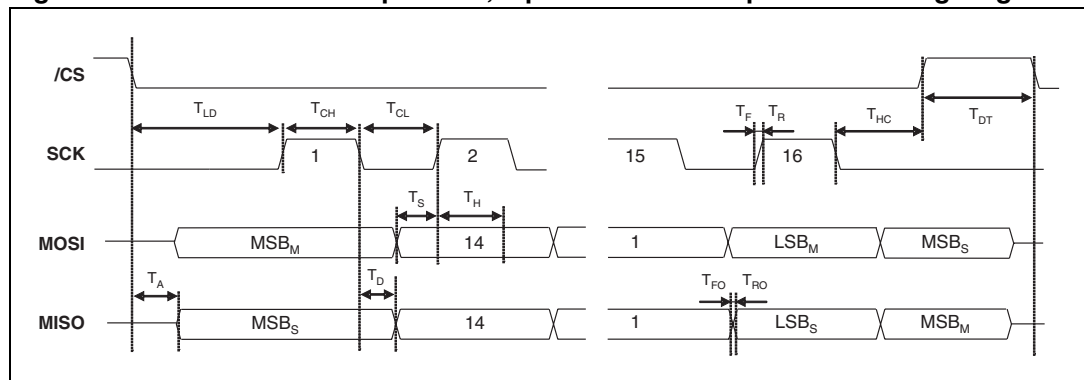 /CS
T_LD T_CH T_CL T_F T_R T_HC T_DT
SCK 1 2 15 16
T_S T_H
MOSI MSB_M 14 1 LSB_M MSB_S
T_A T_D T_FO T_RO
MISO MSB_S 14 1 LSB_S MSB_M